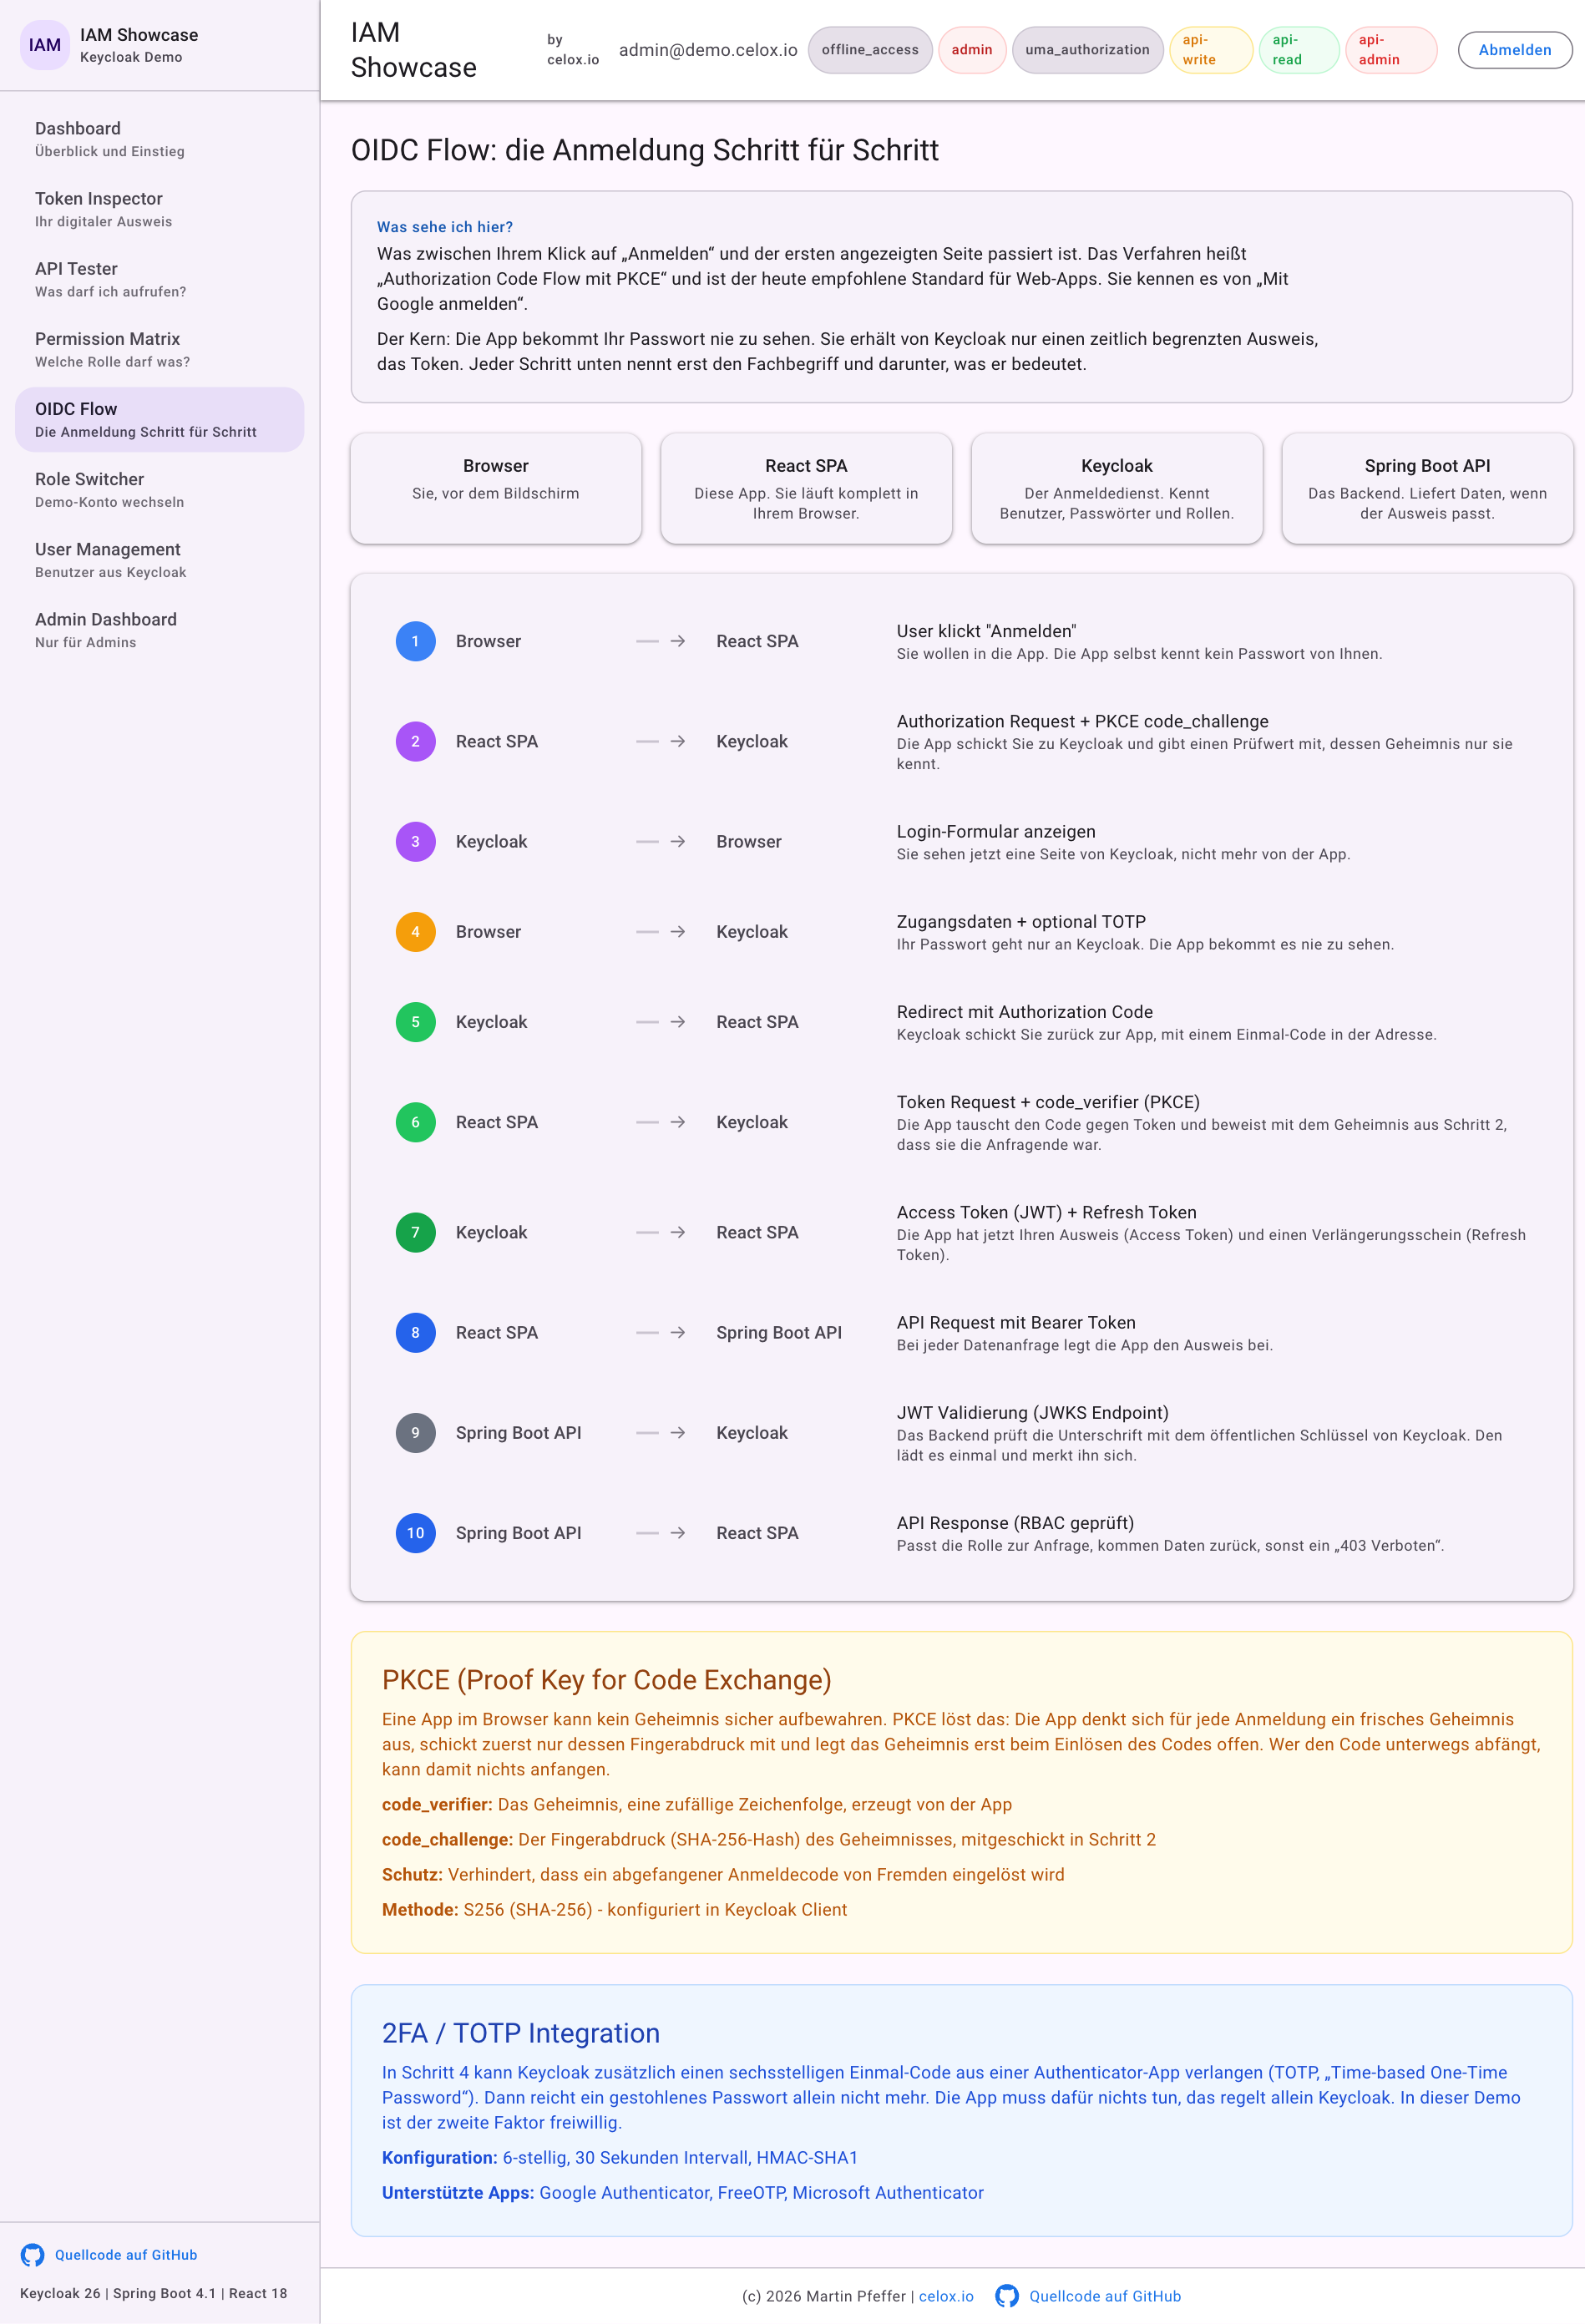 IAM
IAM Showcase
Keycloak Demo
Dashboard
Überblick und Einstieg
Token Inspector
Ihr digitaler Ausweis
API Tester
Was darf ich aufrufen?
Permission Matrix
Welche Rolle darf was?
OIDC Flow
Die Anmeldung Schritt für Schritt
Role Switcher
Demo-Konto wechseln
User Management
Benutzer aus Keycloak
Admin Dashboard
Nur für Admins
Quellcode auf GitHub
Keycloak 26 | Spring Boot 4.1 | React 18
IAM
Showcase
by
celox.io
admin@demo.celox.io
offline_access
admin
uma_authorization
api-
write
api-
read
api-
admin
Abmelden
OIDC Flow: die Anmeldung Schritt für Schritt
Was sehe ich hier?
Was zwischen Ihrem Klick auf „Anmelden“ und der ersten angezeigten Seite passiert ist. Das Verfahren heißt
„Authorization Code Flow mit PKCE“ und ist der heute empfohlene Standard für Web-Apps. Sie kennen es von „Mit
Google anmelden“.
Der Kern: Die App bekommt Ihr Passwort nie zu sehen. Sie erhält von Keycloak nur einen zeitlich begrenzten Ausweis,
das Token. Jeder Schritt unten nennt erst den Fachbegriff und darunter, was er bedeutet.
Browser
Sie, vor dem Bildschirm
React SPA
Diese App. Sie läuft komplett in
Ihrem Browser.
Keycloak
Der Anmeldedienst. Kennt
Benutzer, Passwörter und Rollen.
Spring Boot API
Das Backend. Liefert Daten, wenn
der Ausweis passt.
1 Browser → React SPA
User klickt "Anmelden"
Sie wollen in die App. Die App selbst kennt kein Passwort von Ihnen.
2 React SPA → Keycloak
Authorization Request + PKCE code_challenge
Die App schickt Sie zu Keycloak und gibt einen Prüfwert mit, dessen Geheimnis nur sie
kennt.
3 Keycloak → Browser
Login-Formular anzeigen
Sie sehen jetzt eine Seite von Keycloak, nicht mehr von der App.
4 Browser → Keycloak
Zugangsdaten + optional TOTP
Ihr Passwort geht nur an Keycloak. Die App bekommt es nie zu sehen.
5 Keycloak → React SPA
Redirect mit Authorization Code
Keycloak schickt Sie zurück zur App, mit einem Einmal-Code in der Adresse.
6 React SPA → Keycloak
Token Request + code_verifier (PKCE)
Die App tauscht den Code gegen Token und beweist mit dem Geheimnis aus Schritt 2,
dass sie die Anfragende war.
7 Keycloak → React SPA
Access Token (JWT) + Refresh Token
Die App hat jetzt Ihren Ausweis (Access Token) und einen Verlängerungsschein (Refresh
Token).
8 React SPA → Spring Boot API
API Request mit Bearer Token
Bei jeder Datenanfrage legt die App den Ausweis bei.
9 Spring Boot API → Keycloak
JWT Validierung (JWKS Endpoint)
Das Backend prüft die Unterschrift mit dem öffentlichen Schlüssel von Keycloak. Den
lädt es einmal und merkt ihn sich.
10 Spring Boot API → React SPA
API Response (RBAC geprüft)
Passt die Rolle zur Anfrage, kommen Daten zurück, sonst ein „403 Verboten“.
PKCE (Proof Key for Code Exchange)
Eine App im Browser kann kein Geheimnis sicher aufbewahren. PKCE löst das: Die App denkt sich für jede Anmeldung ein frisches Geheimnis
aus, schickt zuerst nur dessen Fingerabdruck mit und legt das Geheimnis erst beim Einlösen des Codes offen. Wer den Code unterwegs abfängt,
kann damit nichts anfangen.
code_verifier: Das Geheimnis, eine zufällige Zeichenfolge, erzeugt von der App
code_challenge: Der Fingerabdruck (SHA-256-Hash) des Geheimnisses, mitgeschickt in Schritt 2
Schutz: Verhindert, dass ein abgefangener Anmeldecode von Fremden eingelöst wird
Methode: S256 (SHA-256) - konfiguriert in Keycloak Client
2FA / TOTP Integration
In Schritt 4 kann Keycloak zusätzlich einen sechsstelligen Einmal-Code aus einer Authenticator-App verlangen (TOTP, „Time-based One-Time
Password“). Dann reicht ein gestohlenes Passwort allein nicht mehr. Die App muss dafür nichts tun, das regelt allein Keycloak. In dieser Demo
ist der zweite Faktor freiwillig.
Konfiguration: 6-stellig, 30 Sekunden Intervall, HMAC-SHA1
Unterstützte Apps: Google Authenticator, FreeOTP, Microsoft Authenticator
(c) 2026 Martin Pfeffer | celox.io
Quellcode auf GitHub